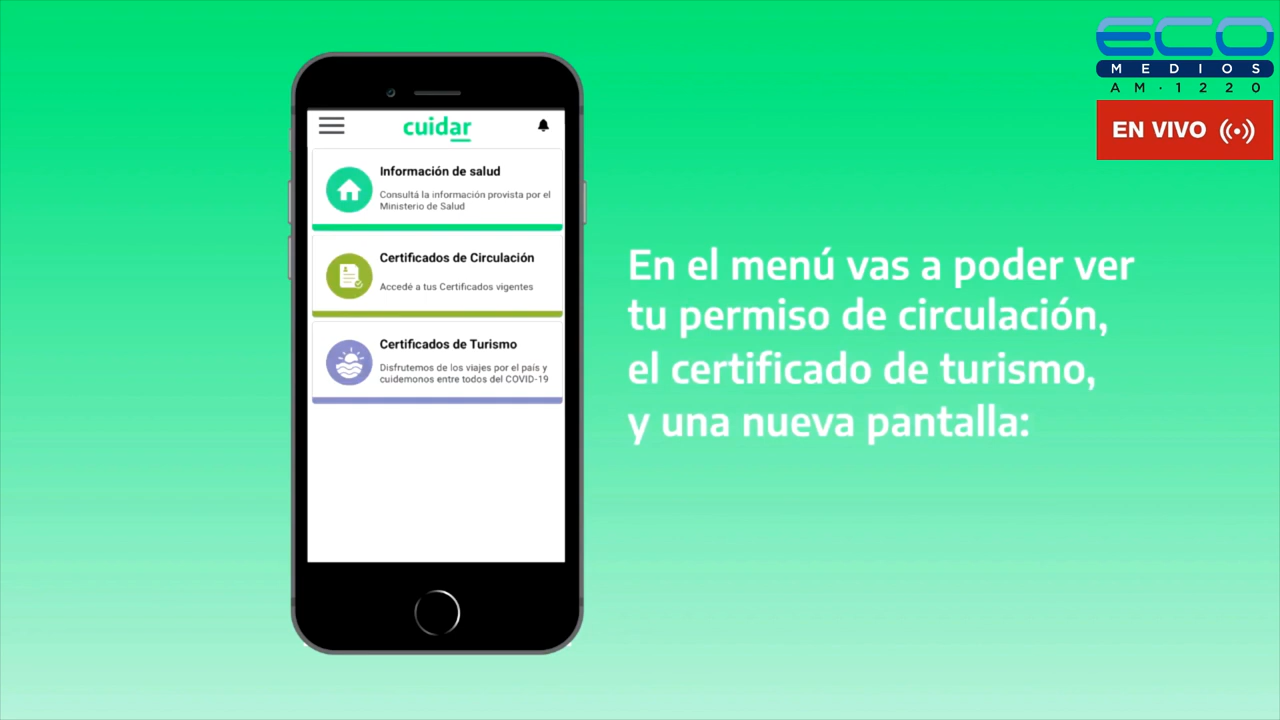 ECO
MEDIOS
AM·1220
EN VIVO
cuidar
Información de salud
Consultá la información provista por el
Ministerio de Salud
Certificados de Circulación
Accedé a tus Certificados vigentes
Certificados de Turismo
Disfrutemos de los viajes por el país y
cuidemonos entre todos del COVID-19
En el menú vas a poder ver
tu permiso de circulación,
el certificado de turismo,
y una nueva pantalla: